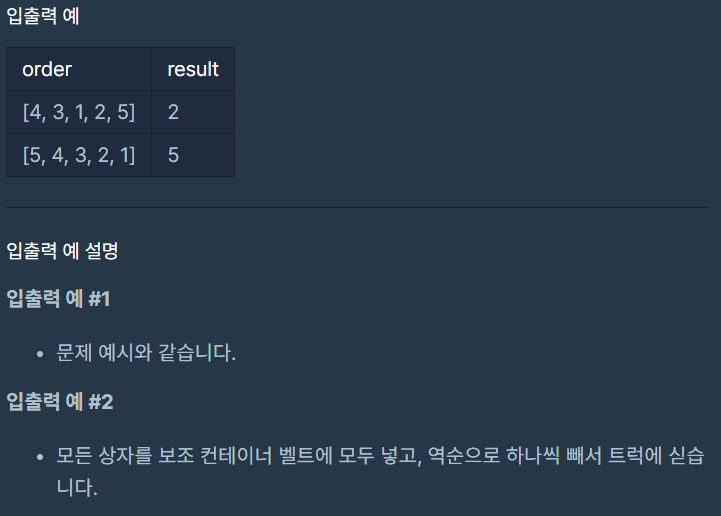 입출력 예
order result
[4, 3, 1, 2, 5] 2
[5, 4, 3, 2, 1] 5
입출력 예 설명
입출력 예 #1
• 문제 예시와 같습니다.
입출력 예 #2
• 모든 상자를 보조 컨테이너 벨트에 모두 넣고, 역순으로 하나씩 빼서 트럭에 싣습
니다.